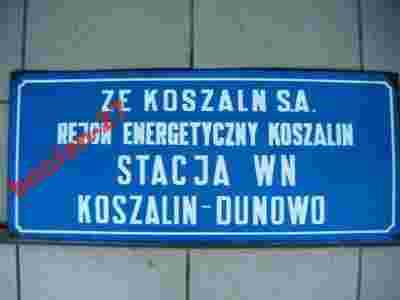 ZE KOSZALN S.A.
REJON ENERGETYCZNY KOSZALIN
STACJA WN
KOSZALIN-DUNOWO